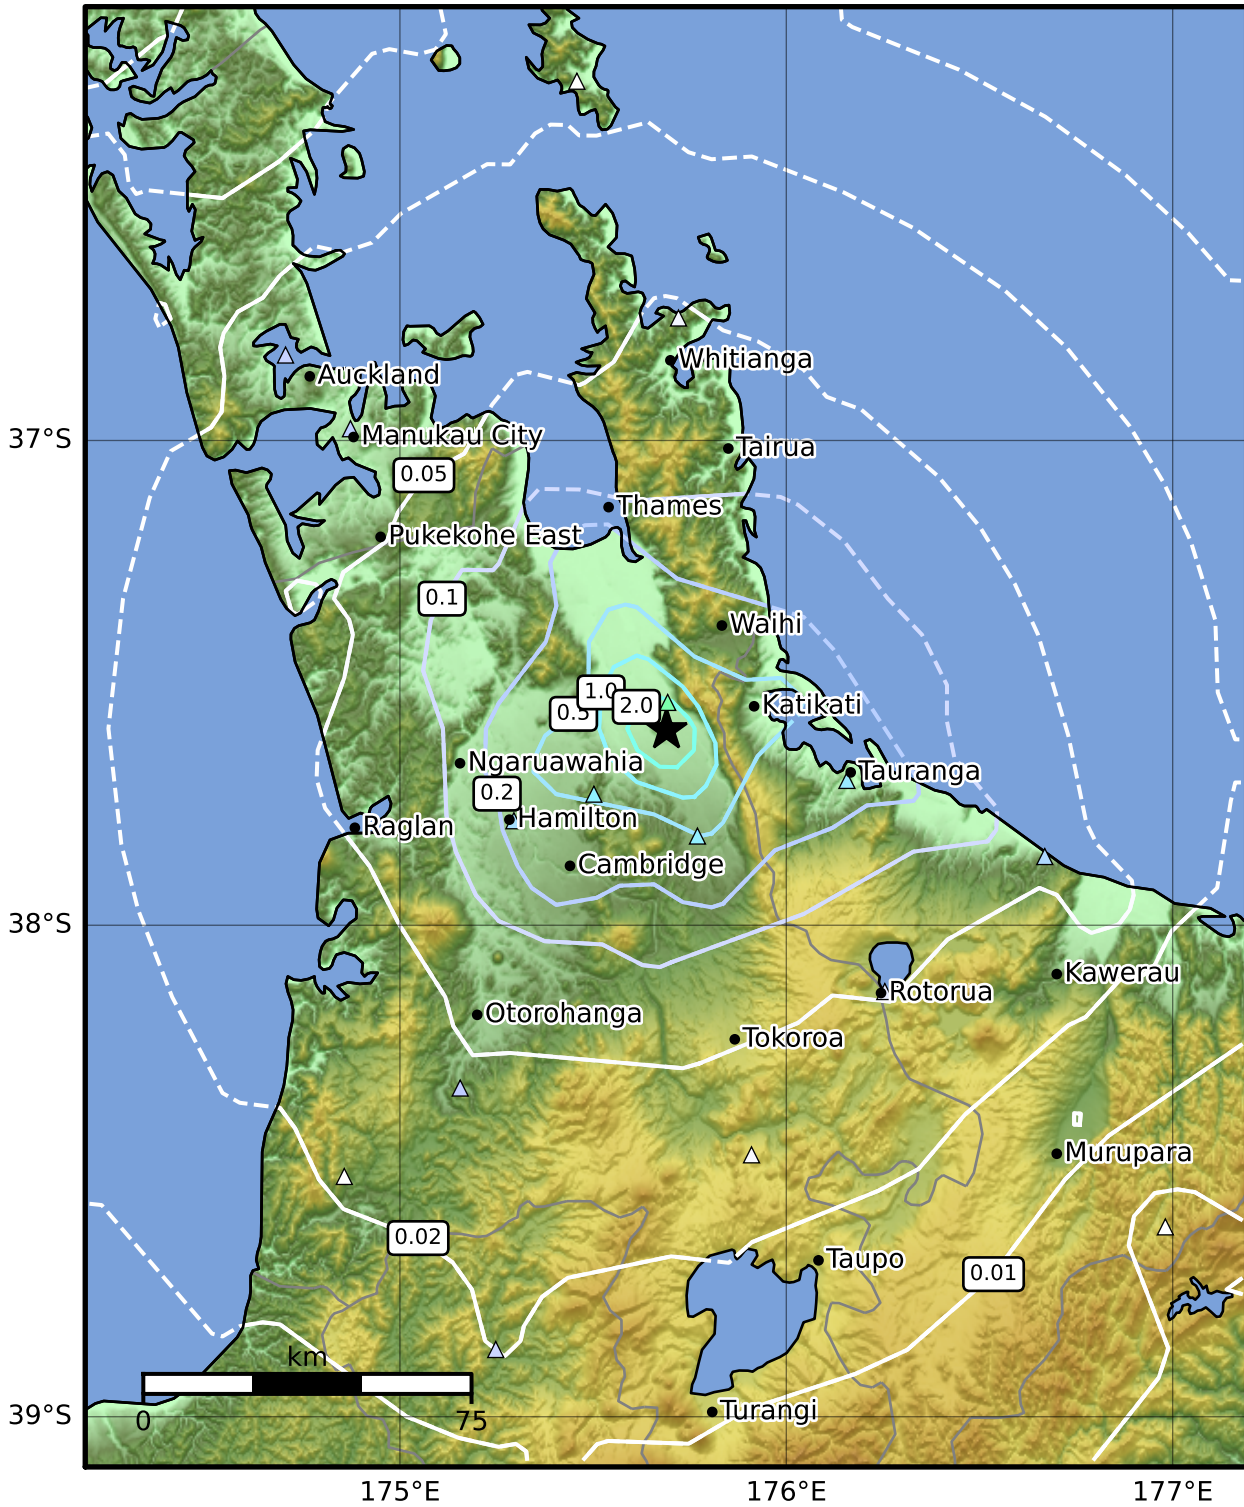 Whitianga
Auckland
Manukau City
37°S
Tairua
0.05
Thames
Pukekohe East
0.1
Waihi
1.0
Katikati
2.0
0.5
Ngaruawahia
Tauranga
0.2
Hamilton
Raglan
Cambridge
38°S
Kawerau
Rotorua
Otorohanga
Tokoroa
Murupara
0.02
Taupo
0.01
km
0
75
39°S
Turangi
175°E
176°E
177°E